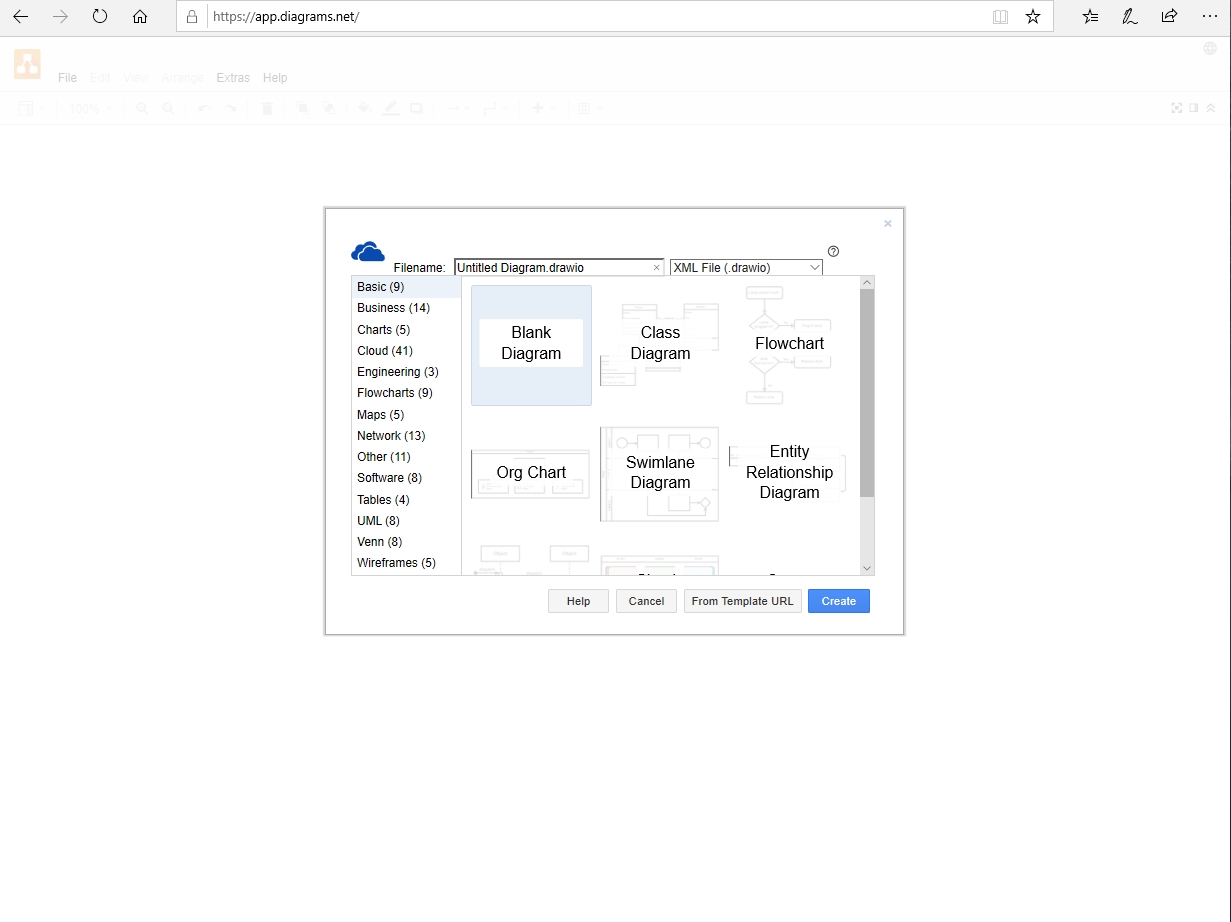 https://app.diagrams.net/
File Edit View Arrange Extras Help
100%
Filename: Untitled Diagram.drawio XML File (.drawio)
Basic (9)
Business (14)
Charts (5)
Cloud (41)
Engineering (3)
Flowcharts (9)
Maps (5)
Network (13)
Other (11)
Software (8)
Tables (4)
UML (8)
Venn (8)
Wireframes (5)
Blank
Diagram
Class
Diagram
Flowchart
Org Chart
Swimlane
Diagram
Entity
Relationship
Diagram
Help Cancel From Template URL Create